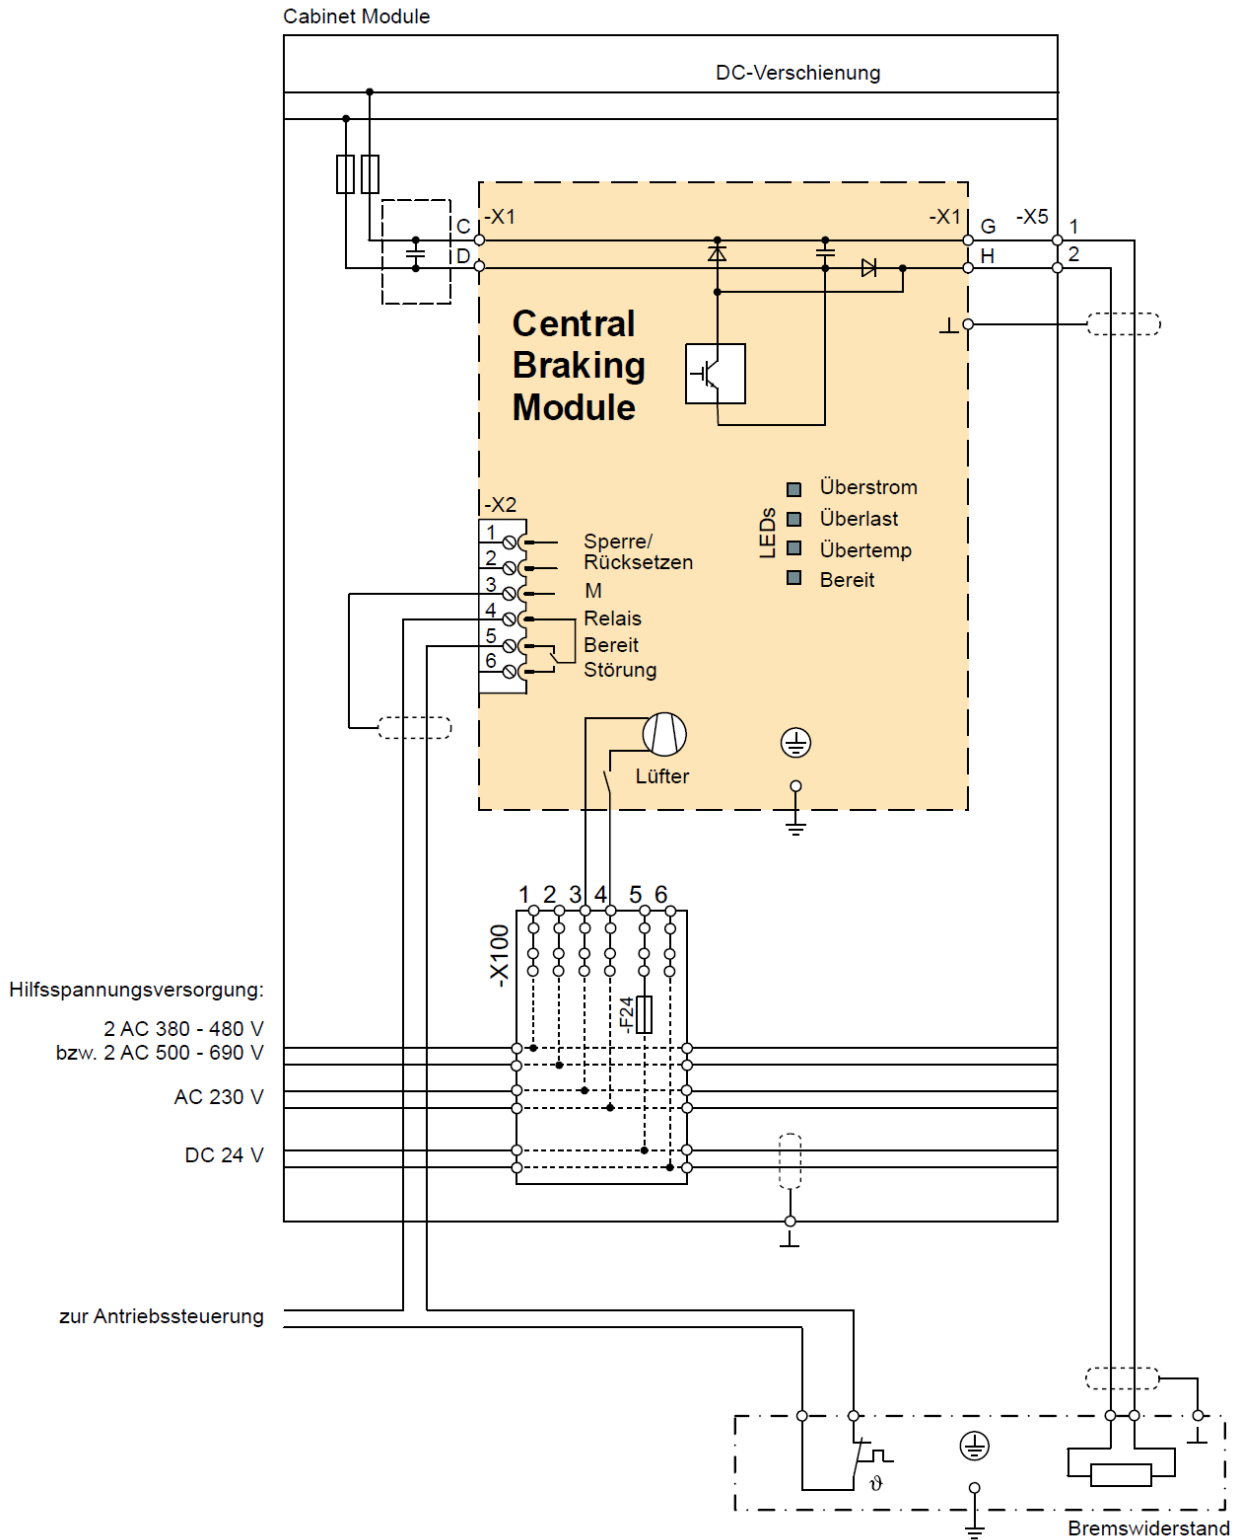 Cabinet Module
DC-Verschienung
-X1
-X1
G
-X5
1
C
D
H
2
Central
Braking
Module
Überstrom
Überlast
Übertemp
Bereit
LEDs
-X2
1
2
3
4
5
6
Sperre/
Rücksetzen
M
Relais
Bereit
Störung
Lüfter
1 2 3 4 5 6
-X100
-F24
Hilfsspannungsversorgung:
2 AC 380 - 480 V
bzw. 2 AC 500 - 690 V
AC 230 V
DC 24 V
zur Antriebssteuerung
ϑ
Bremswiderstand